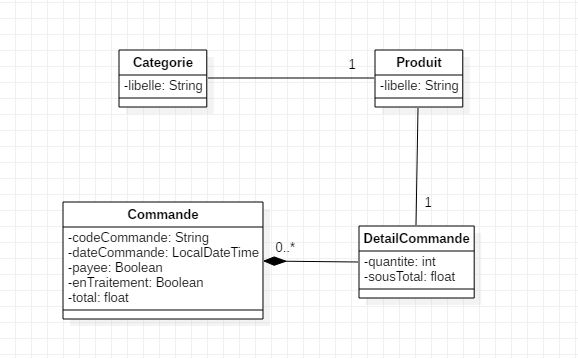 Categorie
-libelle: String
1
Produit
-libelle: String
1
Commande
-codeCommande: String
-dateCommande: LocalDateTime
-payee: Boolean
-enTraitement: Boolean
-total: float
0..*
DetailCommande
-quantite: int
-sousTotal: float